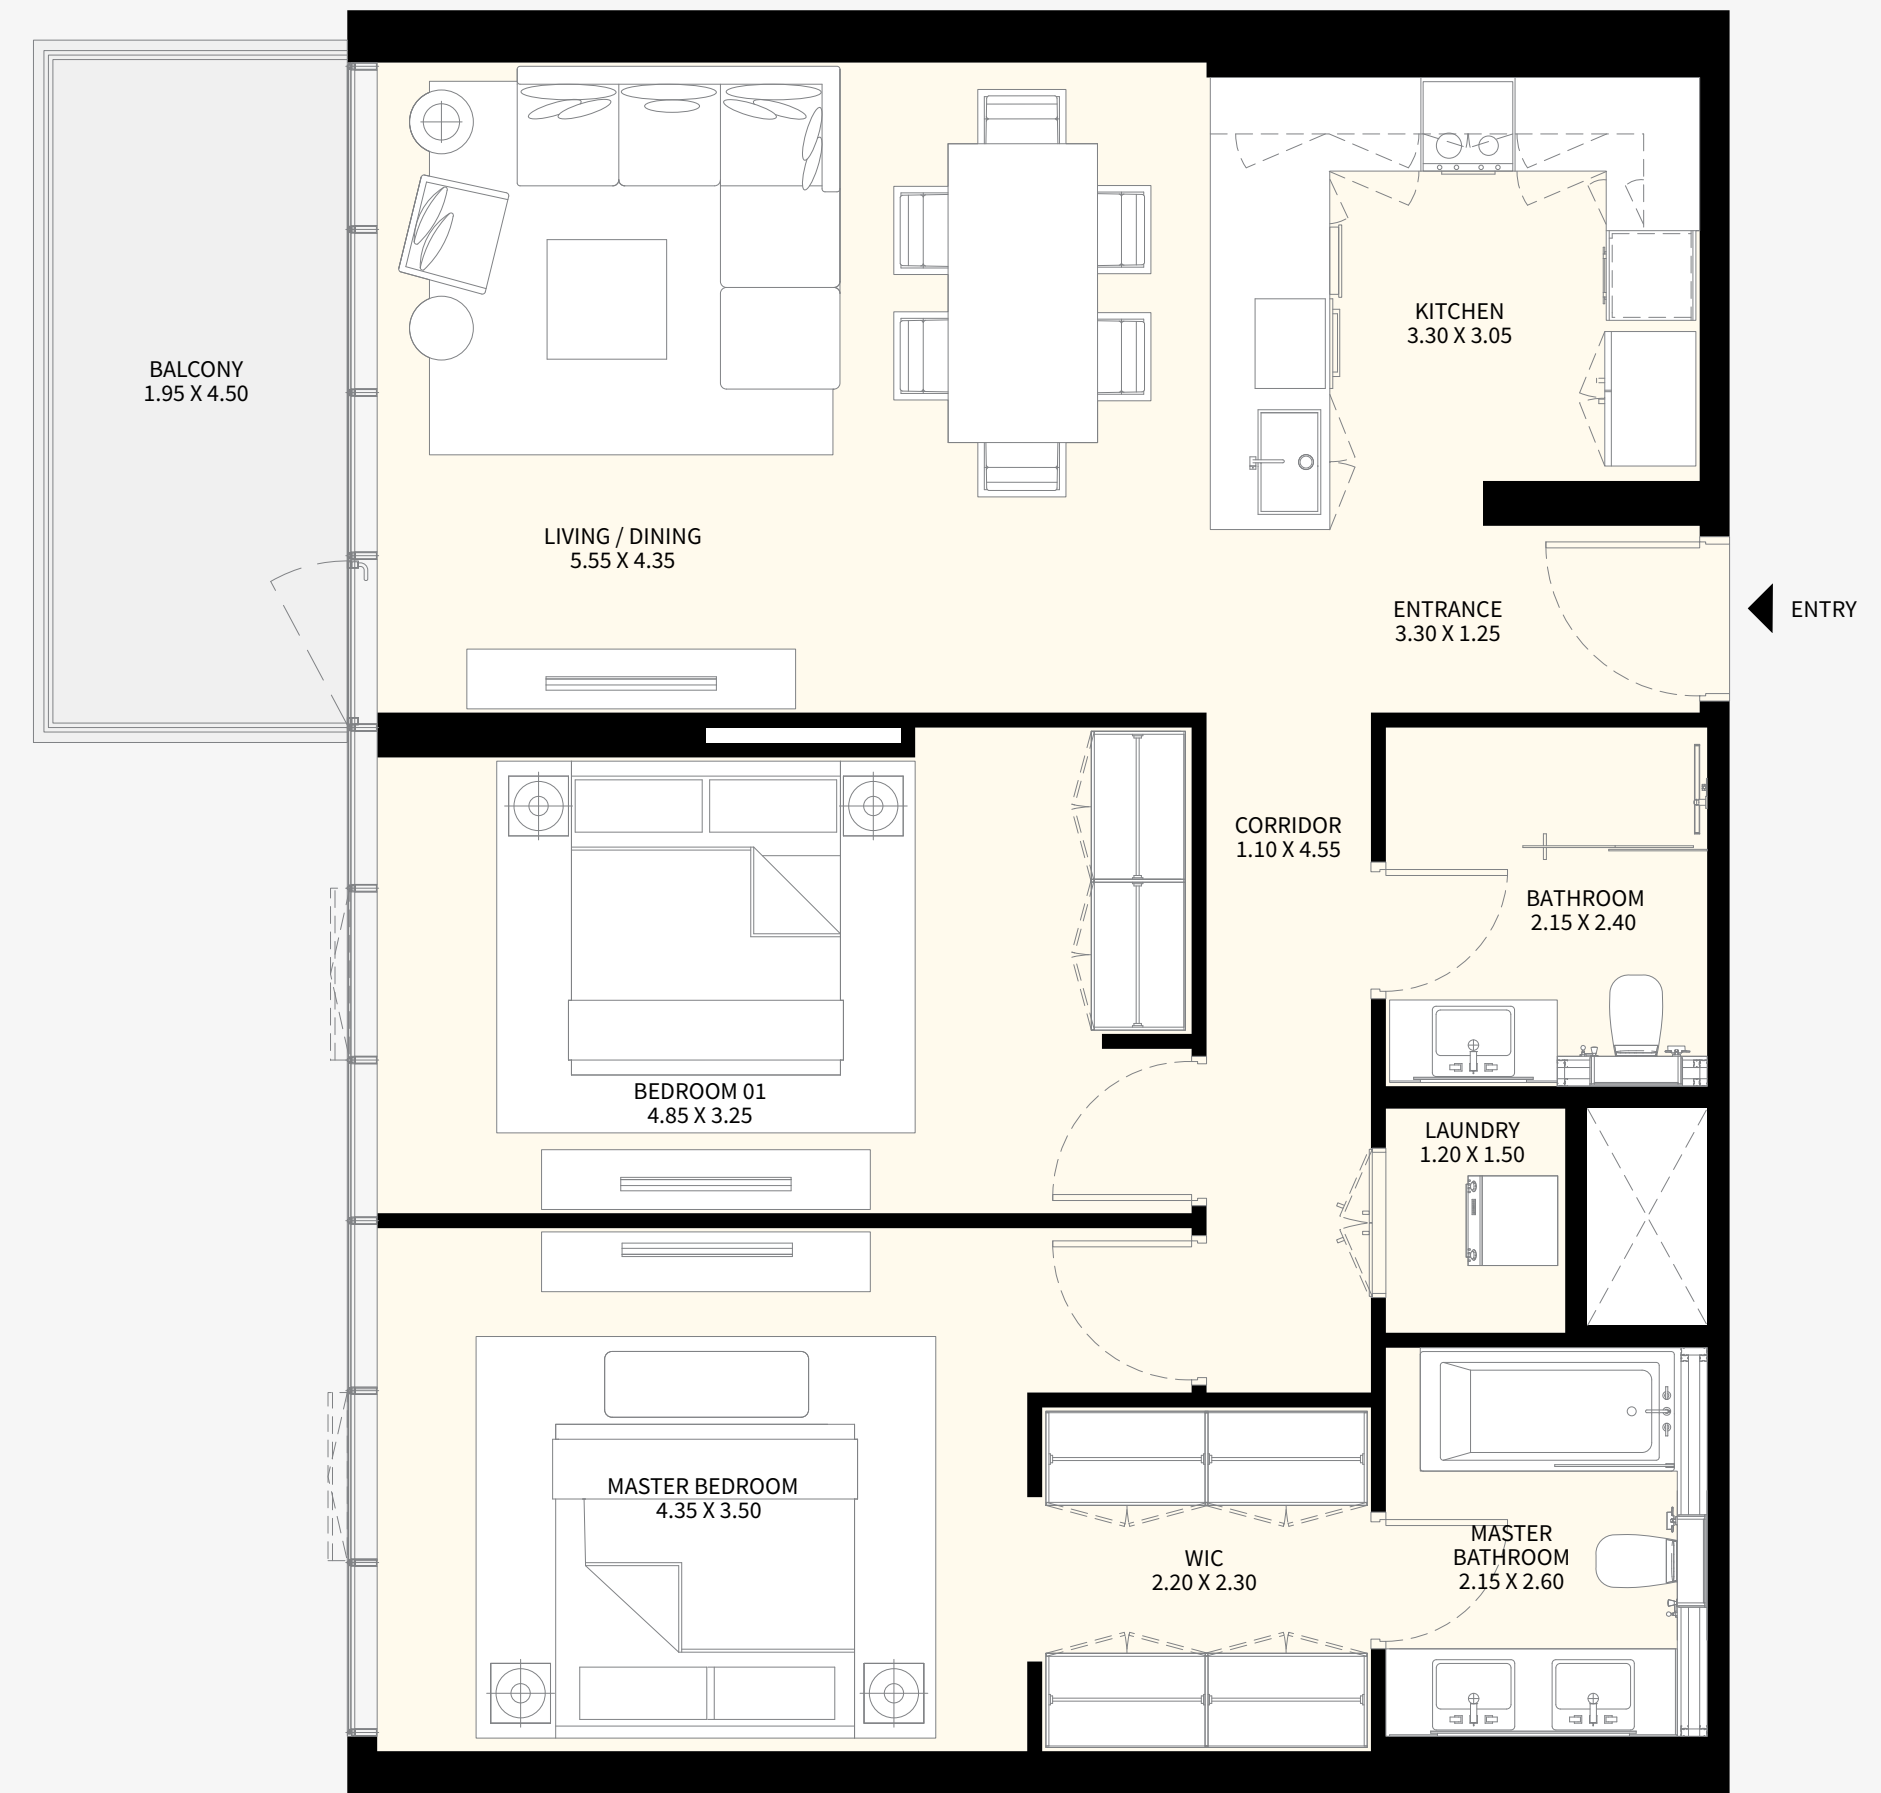 BALCONY
1.95 X 4.50
LIVING / DINING
5.55 X 4.35
KITCHEN
3.30 X 3.05
ENTRANCE
3.30 X 1.25
ENTRY
CORRIDOR
1.10 X 4.55
BATHROOM
2.15 X 2.40
BEDROOM 01
4.85 X 3.25
LAUNDRY
1.20 X 1.50
MASTER BEDROOM
4.35 X 3.50
WIC
2.20 X 2.30
MASTER
BATHROOM
2.15 X 2.60